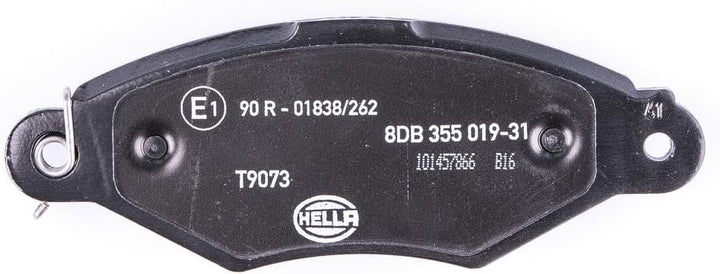 E1 90 R - 01838/262
8DB 355 019-31
101457866 B16
T9073
HELLA